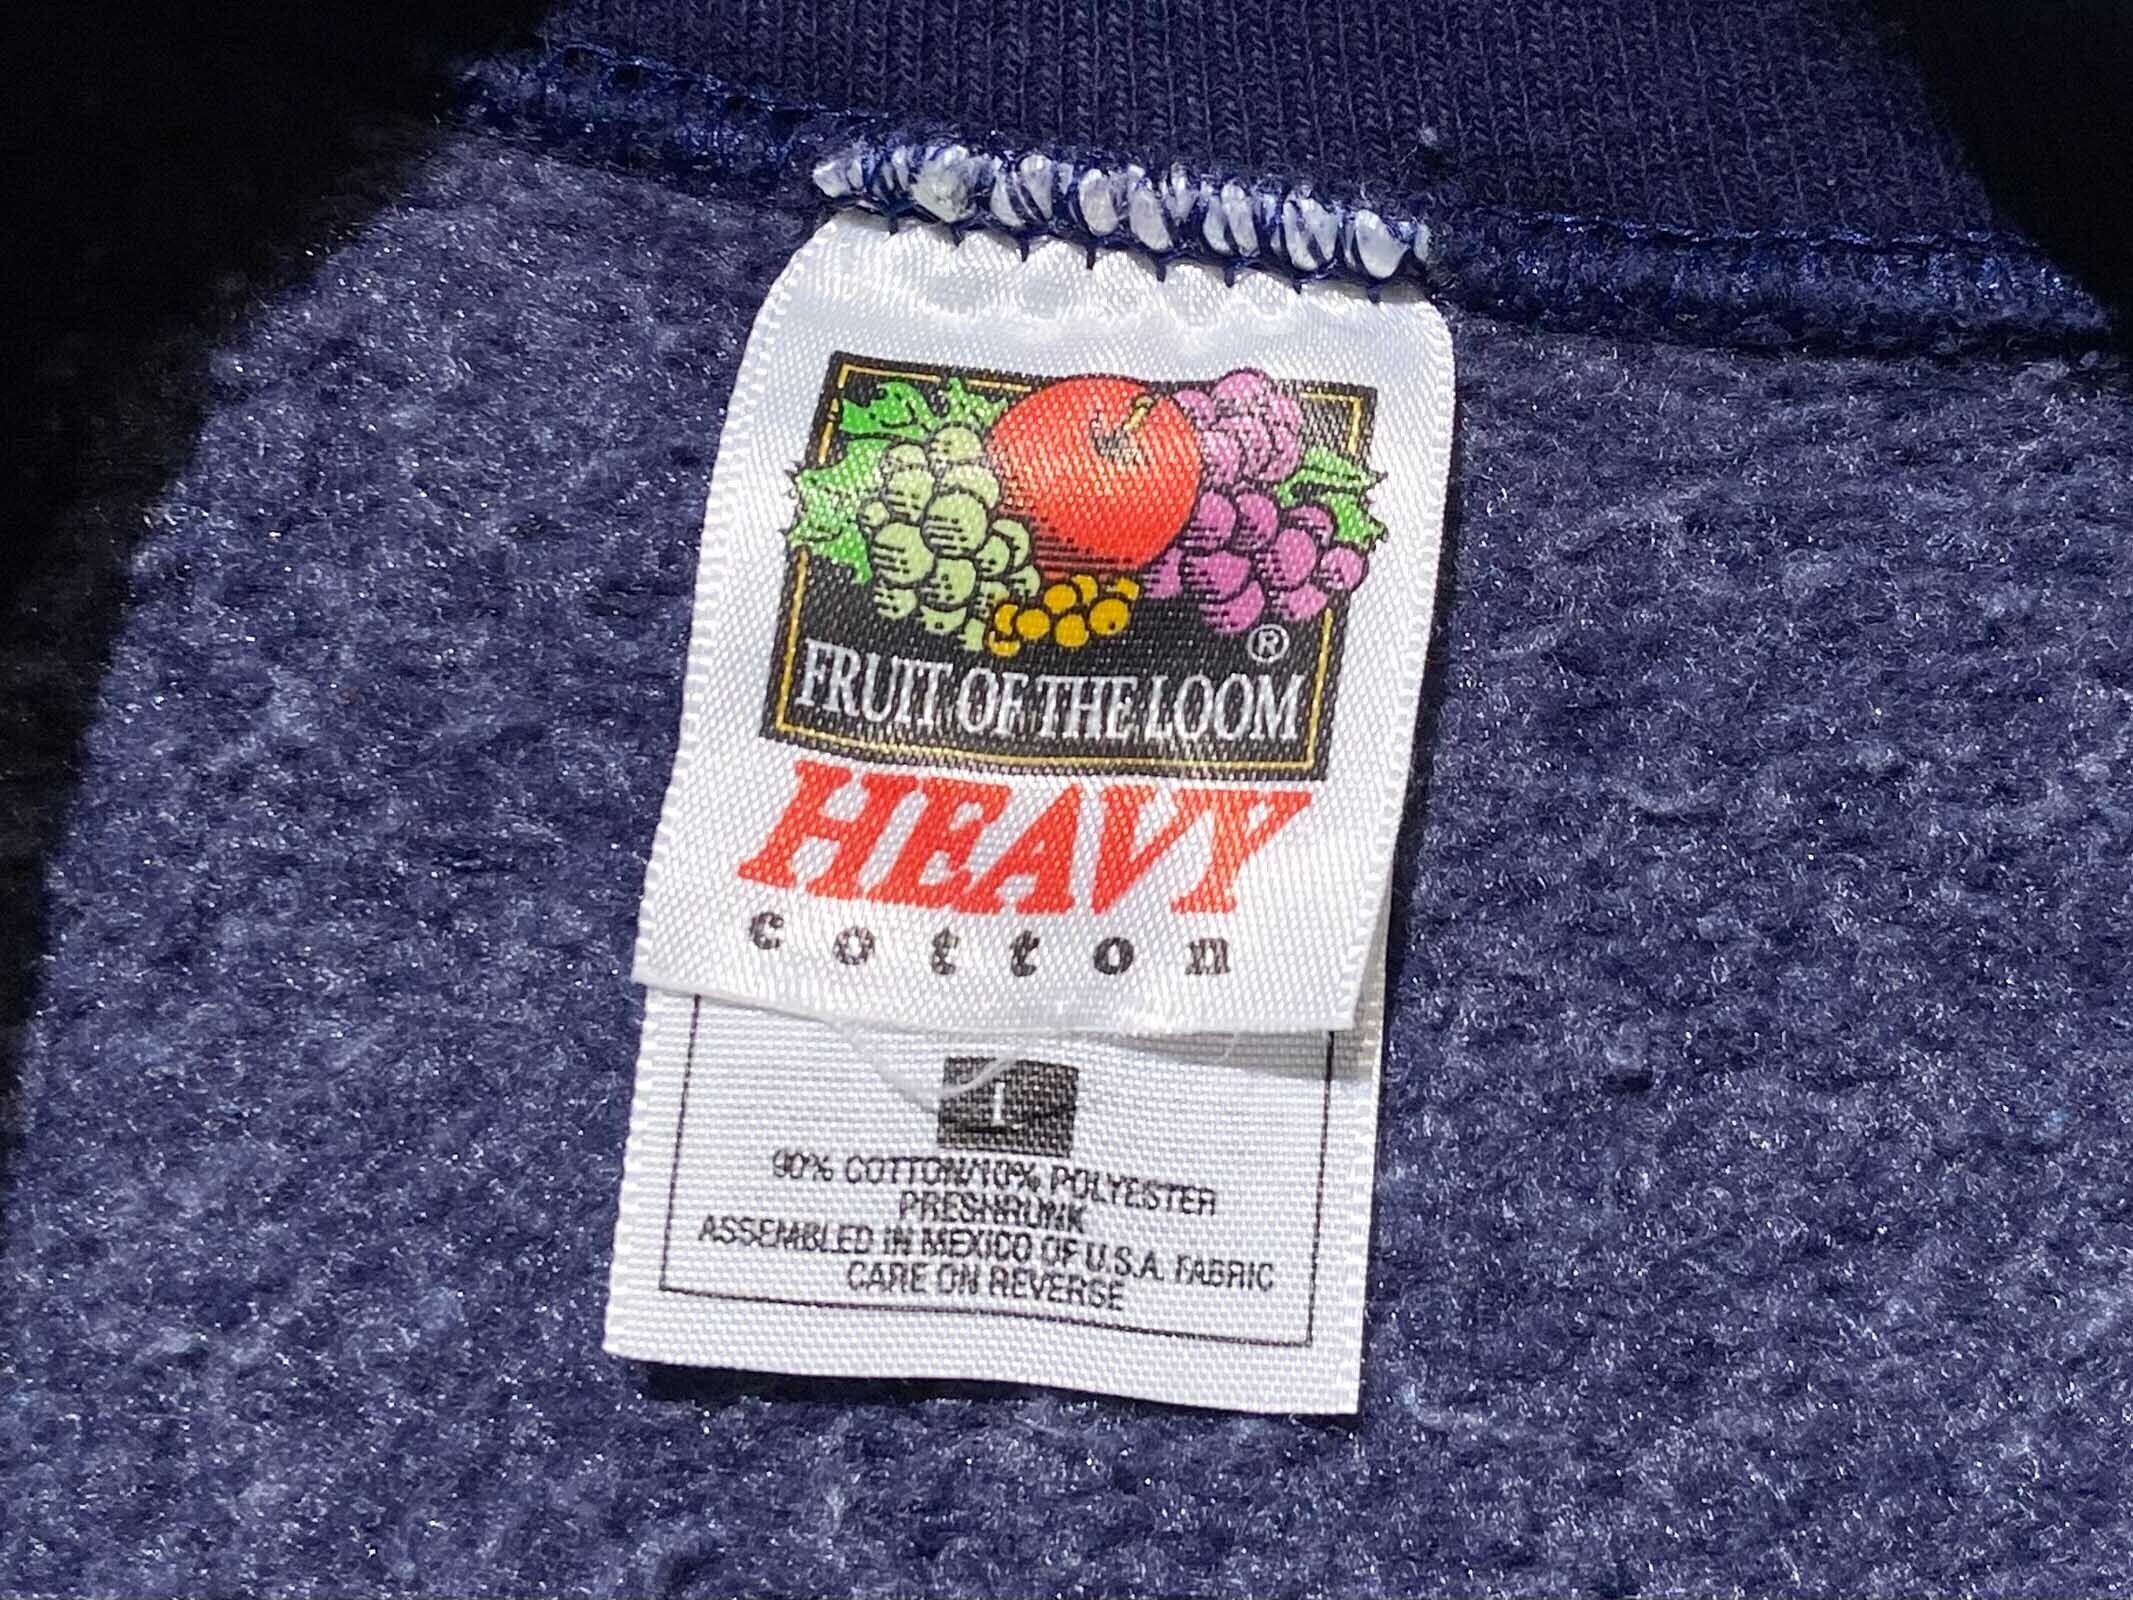 ®
FRUIT OF THE LOOM
HEAVY
cotton
L
90% COTTON/10% POLYESTER
PRESHRUNK
ASSEMBLED IN MEXICO OF U.S.A. FABRIC
CARE ON REVERSE